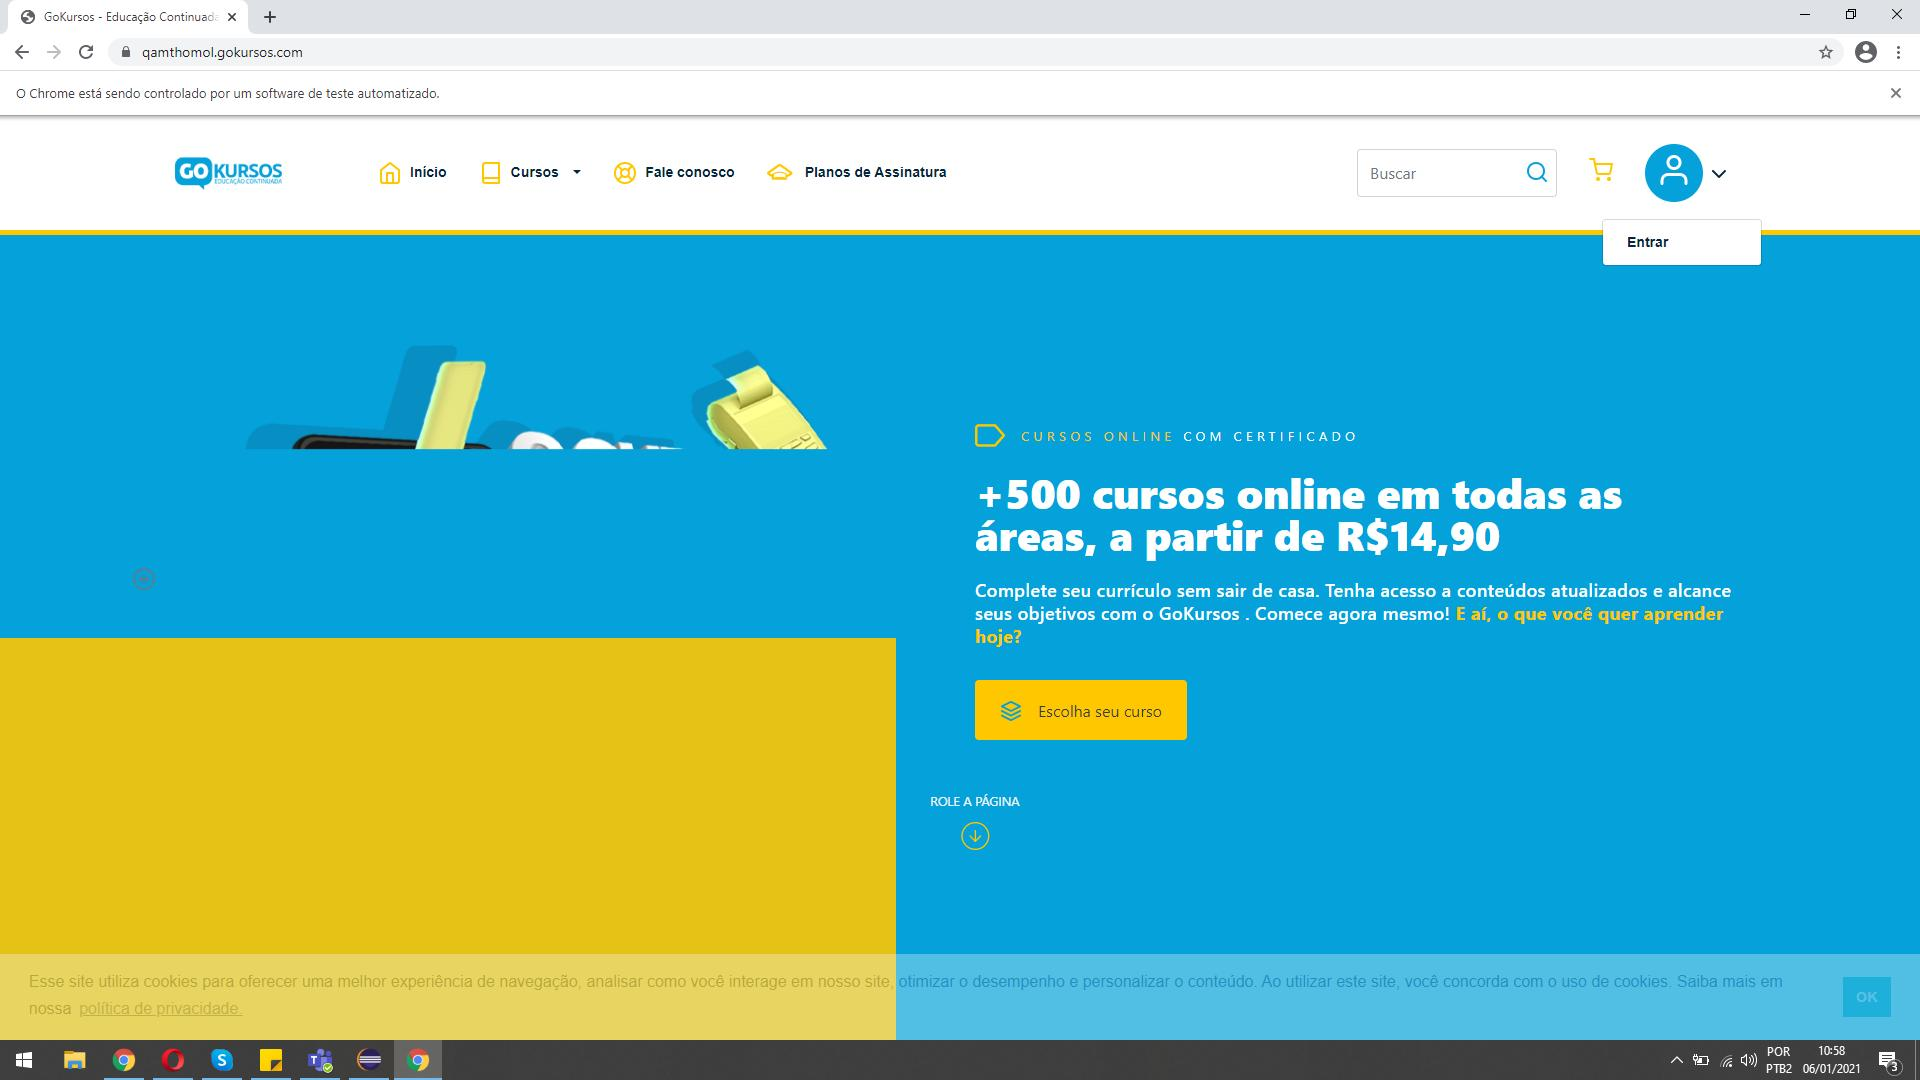 GoKursos - Educação Continuada
qamthomol.gokursos.com
O Chrome está sendo controlado por um software de teste automatizado.
GO KURSOS
EDUCAÇÃO CONTINUADA
Início
Cursos
Fale conosco
Planos de Assinatura
Buscar
Entrar
CURSOS ONLINE COM CERTIFICADO
+500 cursos online em todas as
áreas, a partir de R$14,90
Complete seu currículo sem sair de casa. Tenha acesso a conteúdos atualizados e alcance
seus objetivos com o GoKursos . Comece agora mesmo! E aí, o que você quer aprender
hoje?
Escolha seu curso
ROLE A PÁGINA
Esse site utiliza cookies para oferecer uma melhor experiência de navegação, analisar como você interage em nosso site, otimizar o desempenho e personalizar o conteúdo. Ao utilizar este site, você concorda com o uso de cookies. Saiba mais em
nossa política de privacidade.
OK
POR
PTB2
10:58
06/01/2021
3